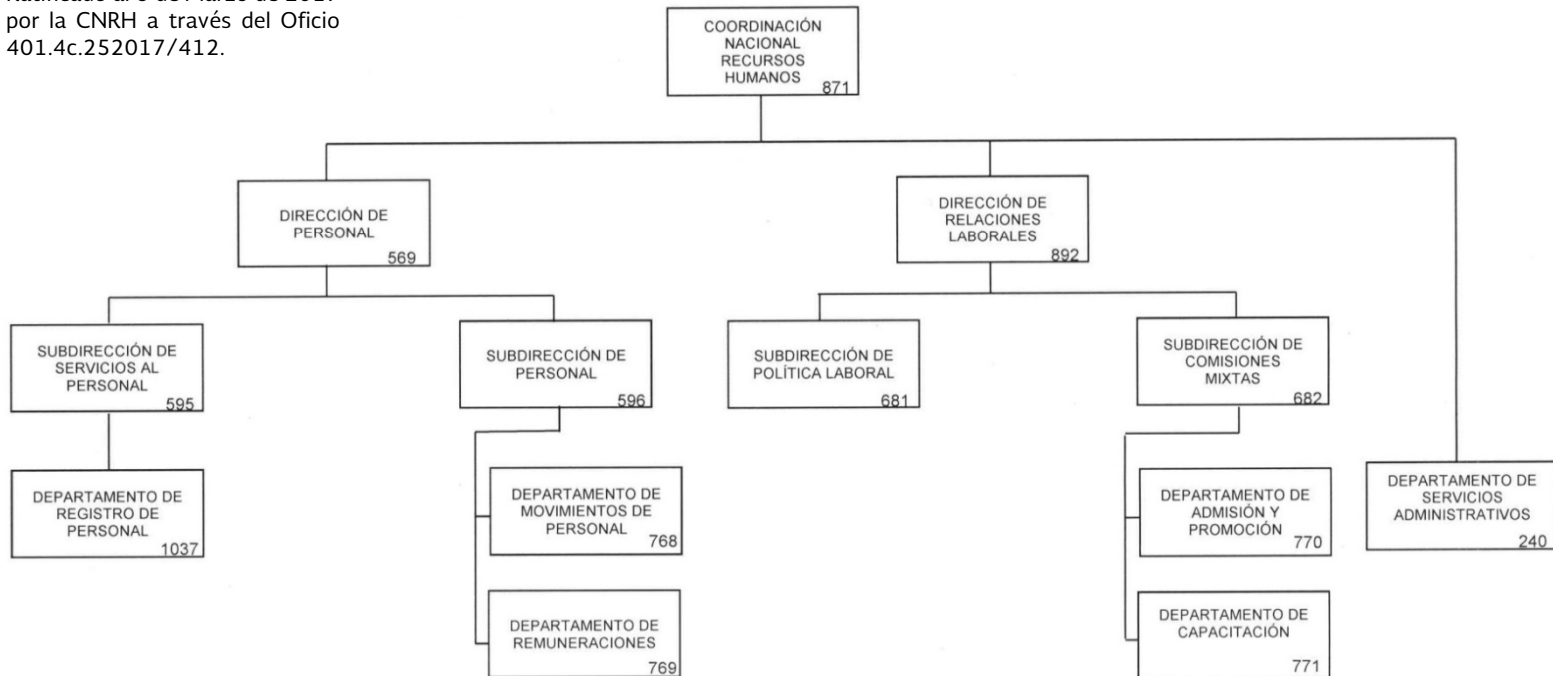 por la CNRH a través del Oficio
401.4c.252017/412.
COORDINACIÓN
NACIONAL
RECURSOS
HUMANOS
871
DIRECCIÓN DE
PERSONAL
569
DIRECCIÓN DE
RELACIONES
LABORALES
892
SUBDIRECCIÓN DE
SERVICIOS AL
PERSONAL
595
SUBDIRECCIÓN DE
PERSONAL
596
SUBDIRECCIÓN DE
POLÍTICA LABORAL
681
SUBDIRECCIÓN DE
COMISIONES
MIXTAS
682
DEPARTAMENTO DE
REGISTRO DE
PERSONAL
1037
DEPARTAMENTO DE
MOVIMIENTOS DE
PERSONAL
768
DEPARTAMENTO DE
ADMISIÓN Y
PROMOCIÓN
770
DEPARTAMENTO DE
SERVICIOS
ADMINISTRATIVOS
240
DEPARTAMENTO DE
REMUNERACIONES
769
DEPARTAMENTO DE
CAPACITACIÓN
771